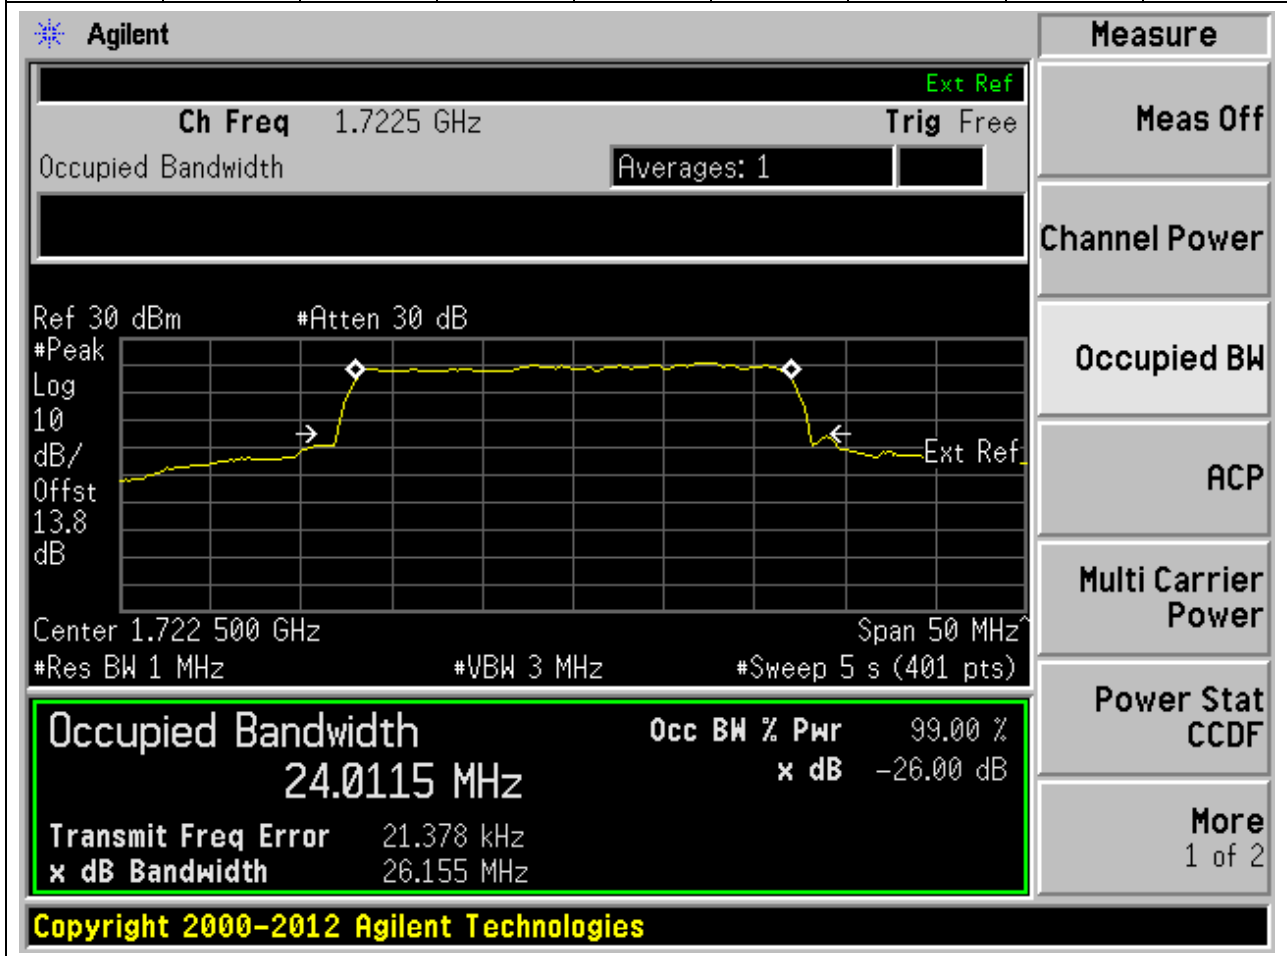 Agilent
Measure
Ext Ref
Ch Freq 1.7225 GHz Trig Free
Occupied Bandwidth Averages: 1
Meas Off
Channel Power
Occupied BW
ACP
Multi Carrier
Power
Power Stat
CCDF
More
1 of 2
Ref 30 dBm #Atten 30 dB
#Peak
Log
10
dB/
Offst
13.8
dB
Ext Ref
Center 1.722 500 GHz Span 50 MHz^
#Res BW 1 MHz #VBW 3 MHz #Sweep 5 s (401 pts)
Occupied Bandwidth Occ BW % Pwr 99.00 %
24.0115 MHz x dB -26.00 dB
Transmit Freq Error 21.378 kHz
x dB Bandwidth 26.155 MHz
Copyright 2000-2012 Agilent Technologies